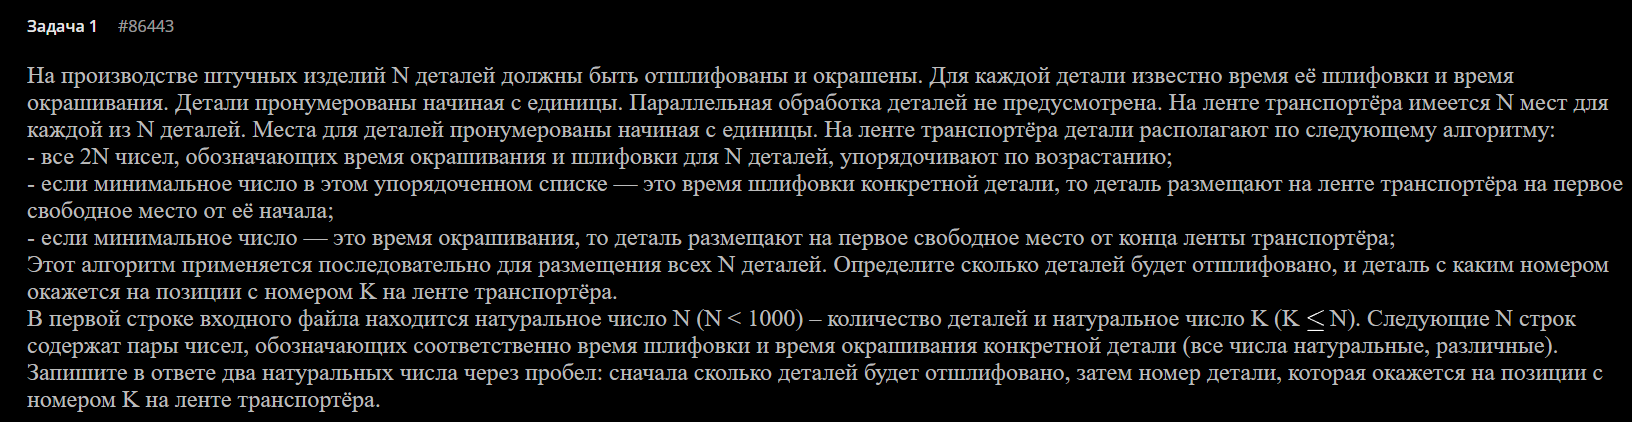 Задача 1 #86443
На производстве штучных изделий N деталей должны быть отшлифованы и окрашены. Для каждой детали известно время её шлифовки и время
окрашивания. Детали пронумерованы начиная с единицы. Параллельная обработка деталей не предусмотрена. На ленте транспортёра имеется N мест для
каждой из N деталей. Места для деталей пронумерованы начиная с единицы. На ленте транспортёра детали располагают по следующему алгоритму:
- все 2N чисел, обозначающих время окрашивания и шлифовки для N деталей, упорядочивают по возрастанию;
- если минимальное число в этом упорядоченном списке — это время шлифовки конкретной детали, то деталь размещают на ленте транспортёра на первое
свободное место от её начала;
- если минимальное число — это время окрашивания, то деталь размещают на первое свободное место от конца ленты транспортёра;
Этот алгоритм применяется последовательно для размещения всех N деталей. Определите сколько деталей будет отшлифовано, и деталь с каким номером
окажется на позиции с номером K на ленте транспортёра.
В первой строке входного файла находится натуральное число N (N < 1000) – количество деталей и натуральное число K (K ≤ N). Следующие N строк
содержат пары чисел, обозначающих соответственно время шлифовки и время окрашивания конкретной детали (все числа натуральные, различные).
Запишите в ответе два натуральных числа через пробел: сначала сколько деталей будет отшлифовано, затем номер детали, которая окажется на позиции с
номером K на ленте транспортёра.